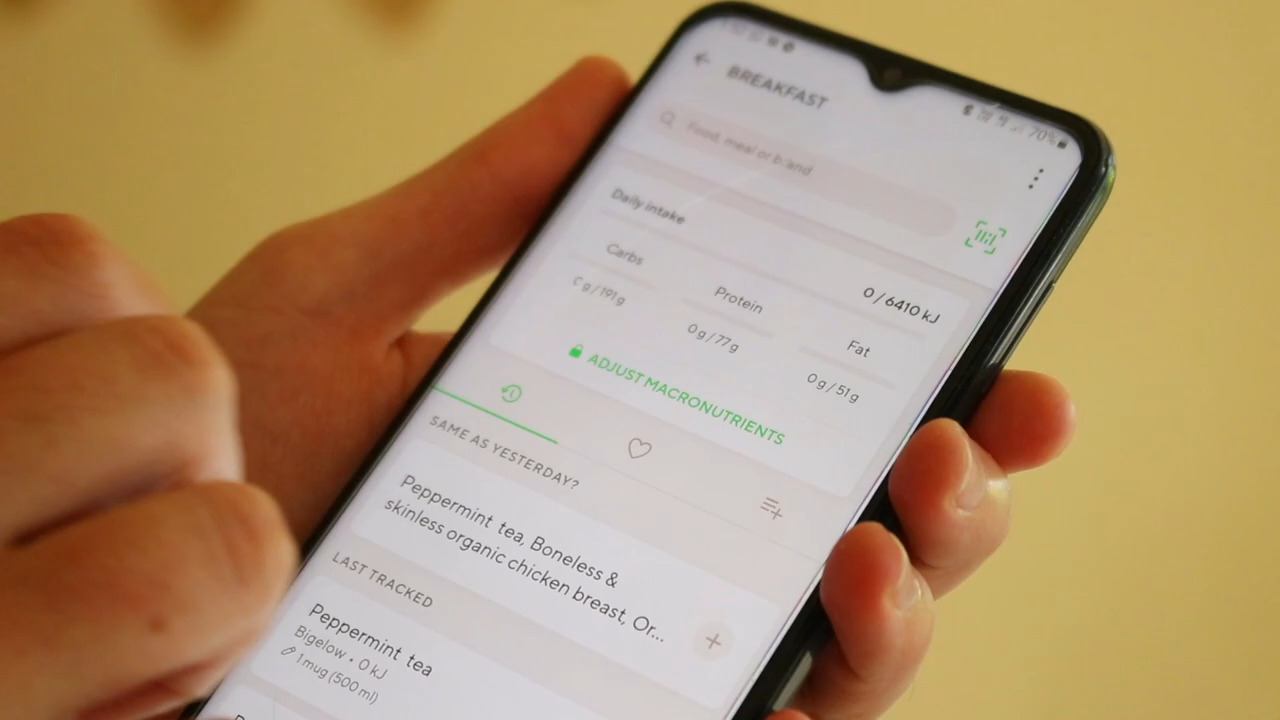 BREAKFAST
70%
Food, meal or brand
Daily intake
0 / 6410 kJ
Carbs
Protein
Fat
0 g / 191 g
0 g / 77 g
0 g / 51 g
ADJUST MACRONUTRIENTS
SAME AS YESTERDAY?
Peppermint tea, Boneless &
skinless organic chicken breast, Or...
LAST TRACKED
Peppermint tea
Bigelow • 0 kJ
1 mug (500 ml)